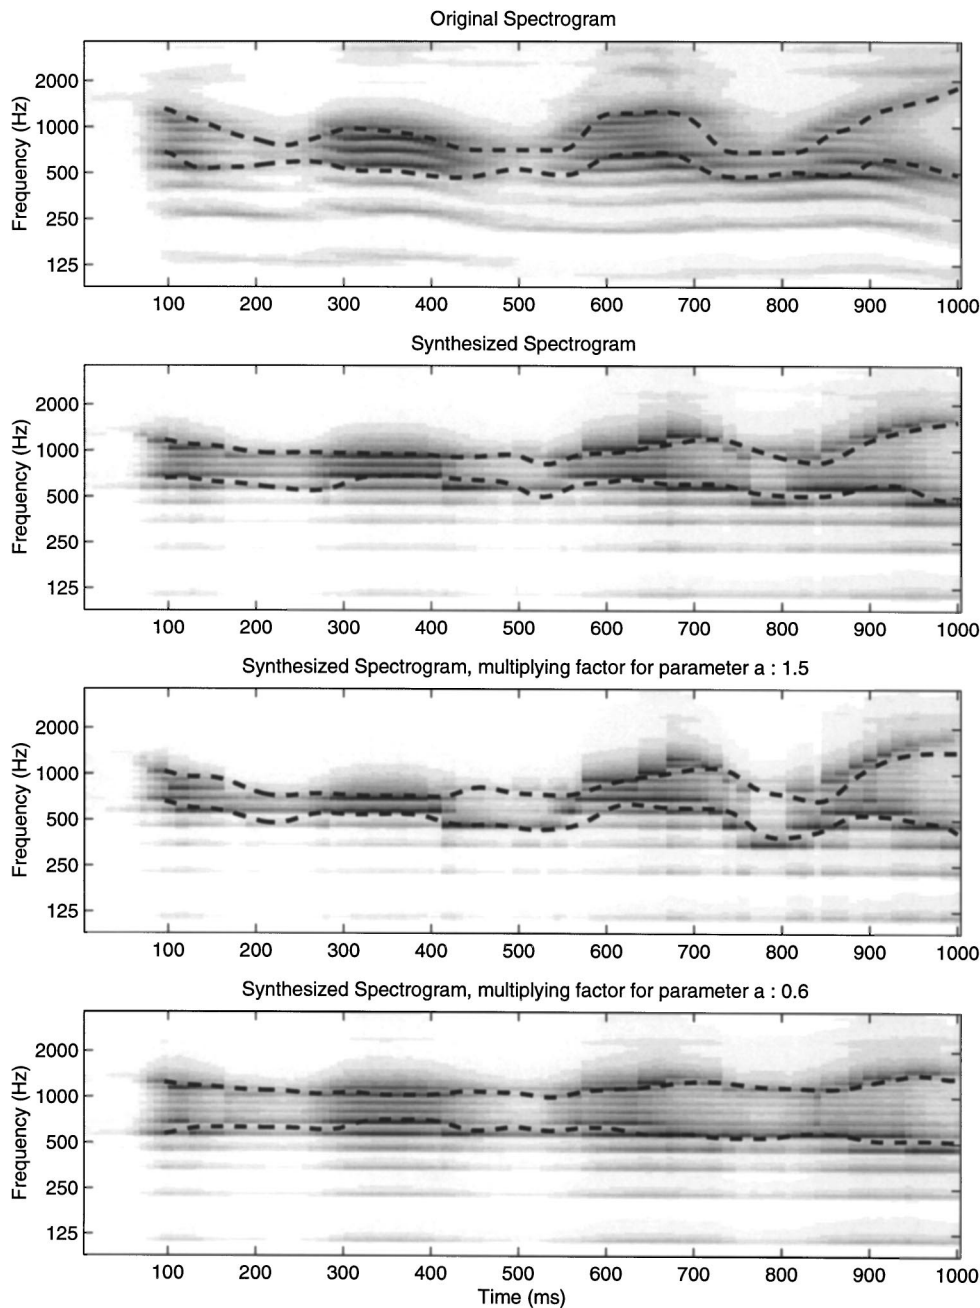 Original Spectrogram
Frequency (Hz)
2000
1000
500
250
125
100 200 300 400 500 600 700 800 900 1000
Synthesized Spectrogram
Frequency (Hz)
2000
1000
500
250
125
100 200 300 400 500 600 700 800 900 1000
Synthesized Spectrogram, multiplying factor for parameter a : 1.5
Frequency (Hz)
2000
1000
500
250
125
100 200 300 400 500 600 700 800 900 1000
Synthesized Spectrogram, multiplying factor for parameter a : 0.6
Frequency (Hz)
2000
1000
500
250
125
100 200 300 400 500 600 700 800 900 1000
Time (ms)